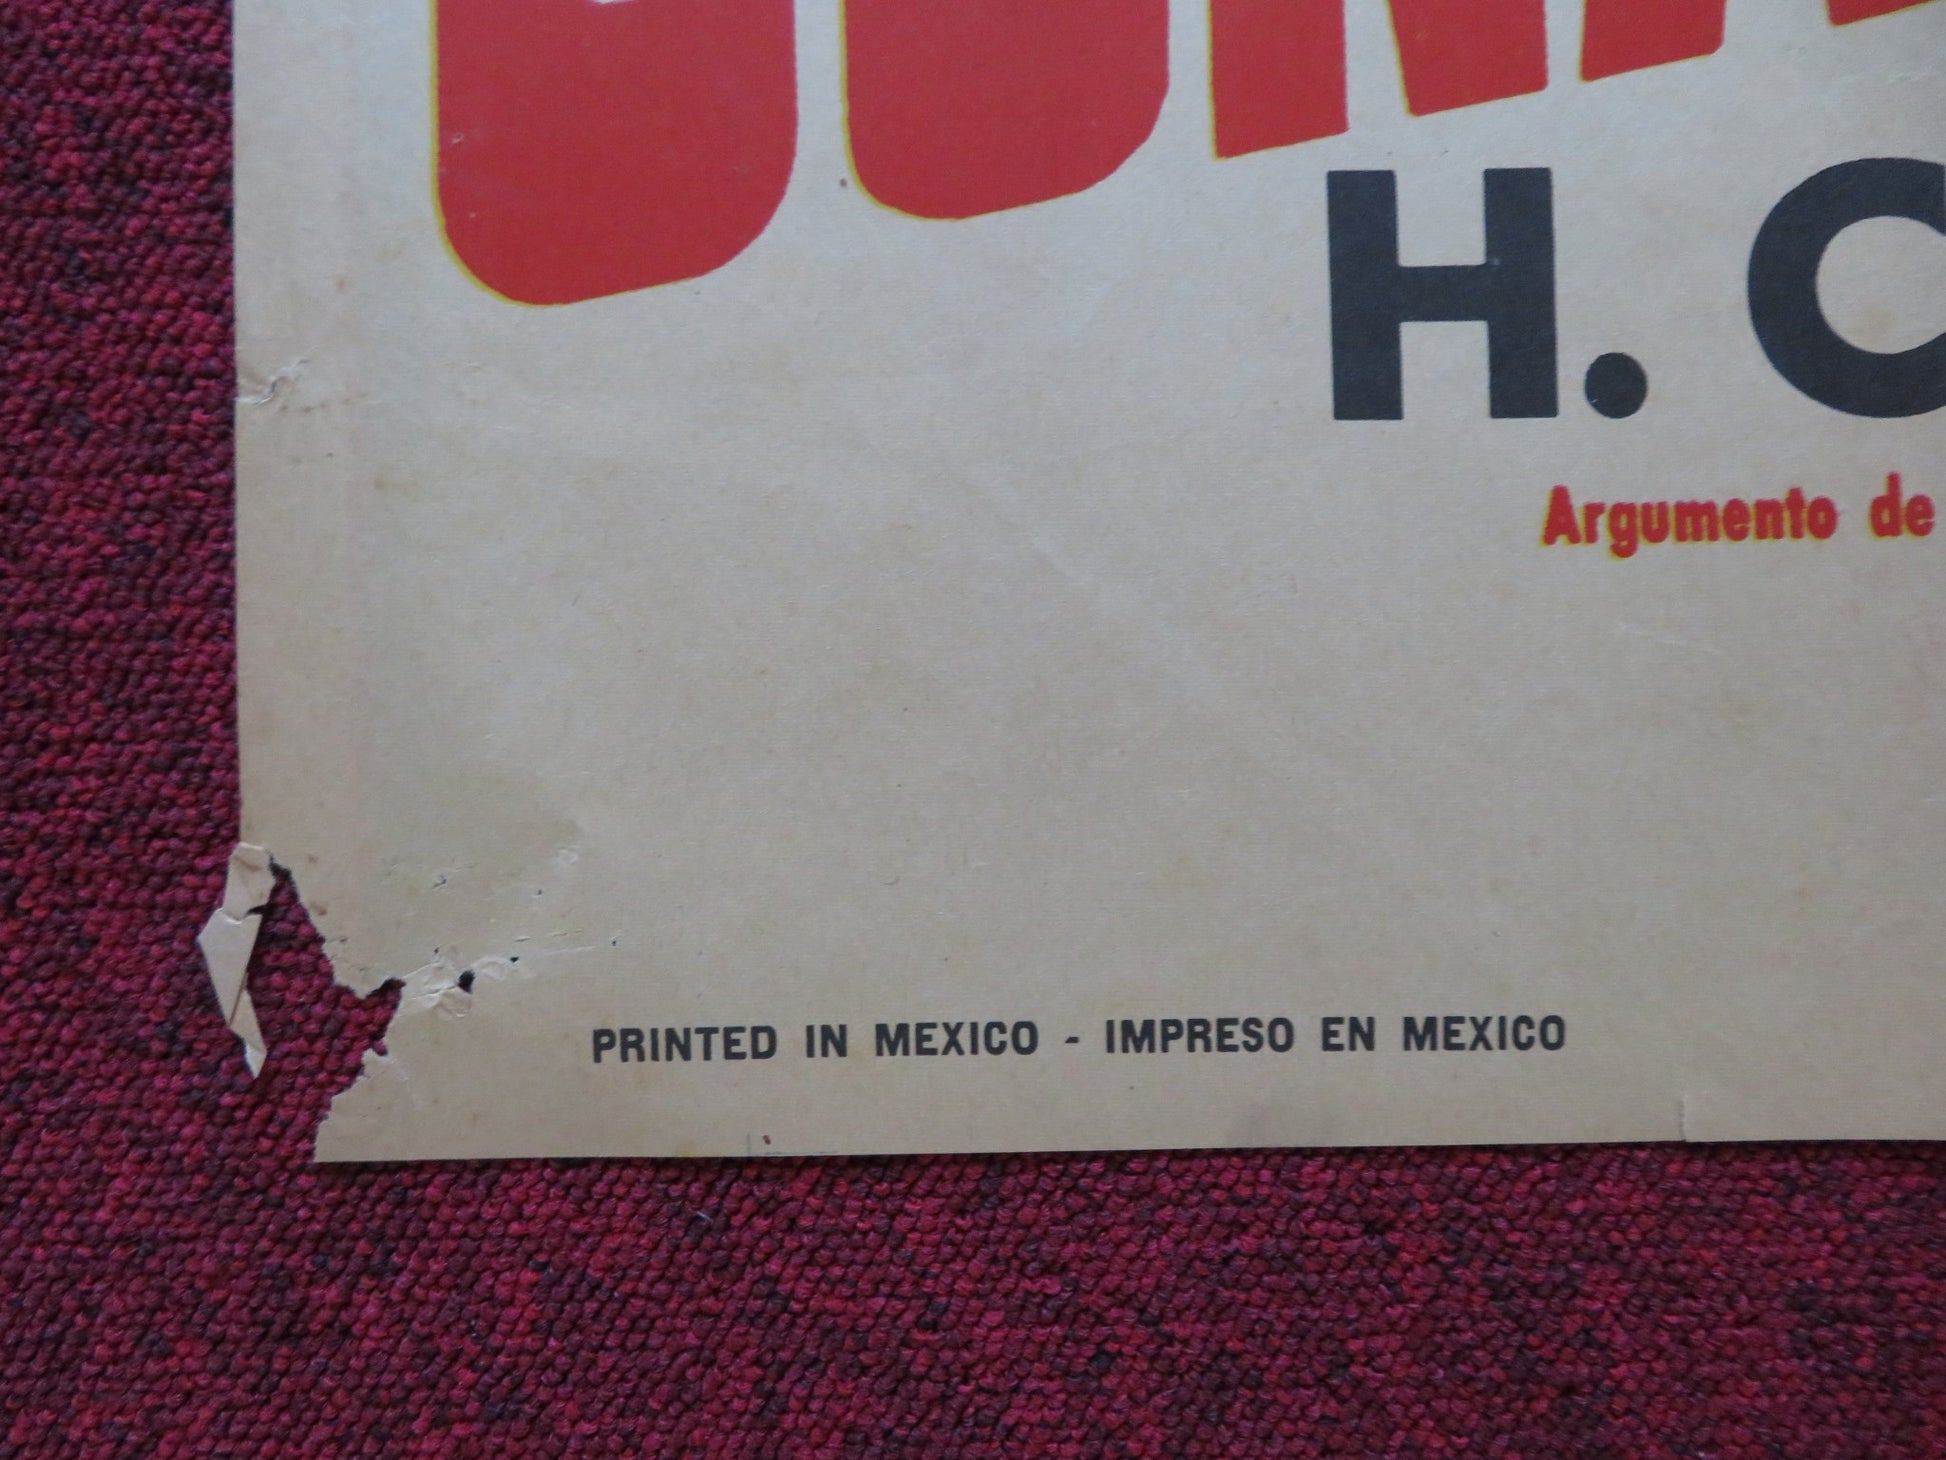 H.
Argumento de
PRINTED IN MEXICO - IMPRESO EN MEXICO